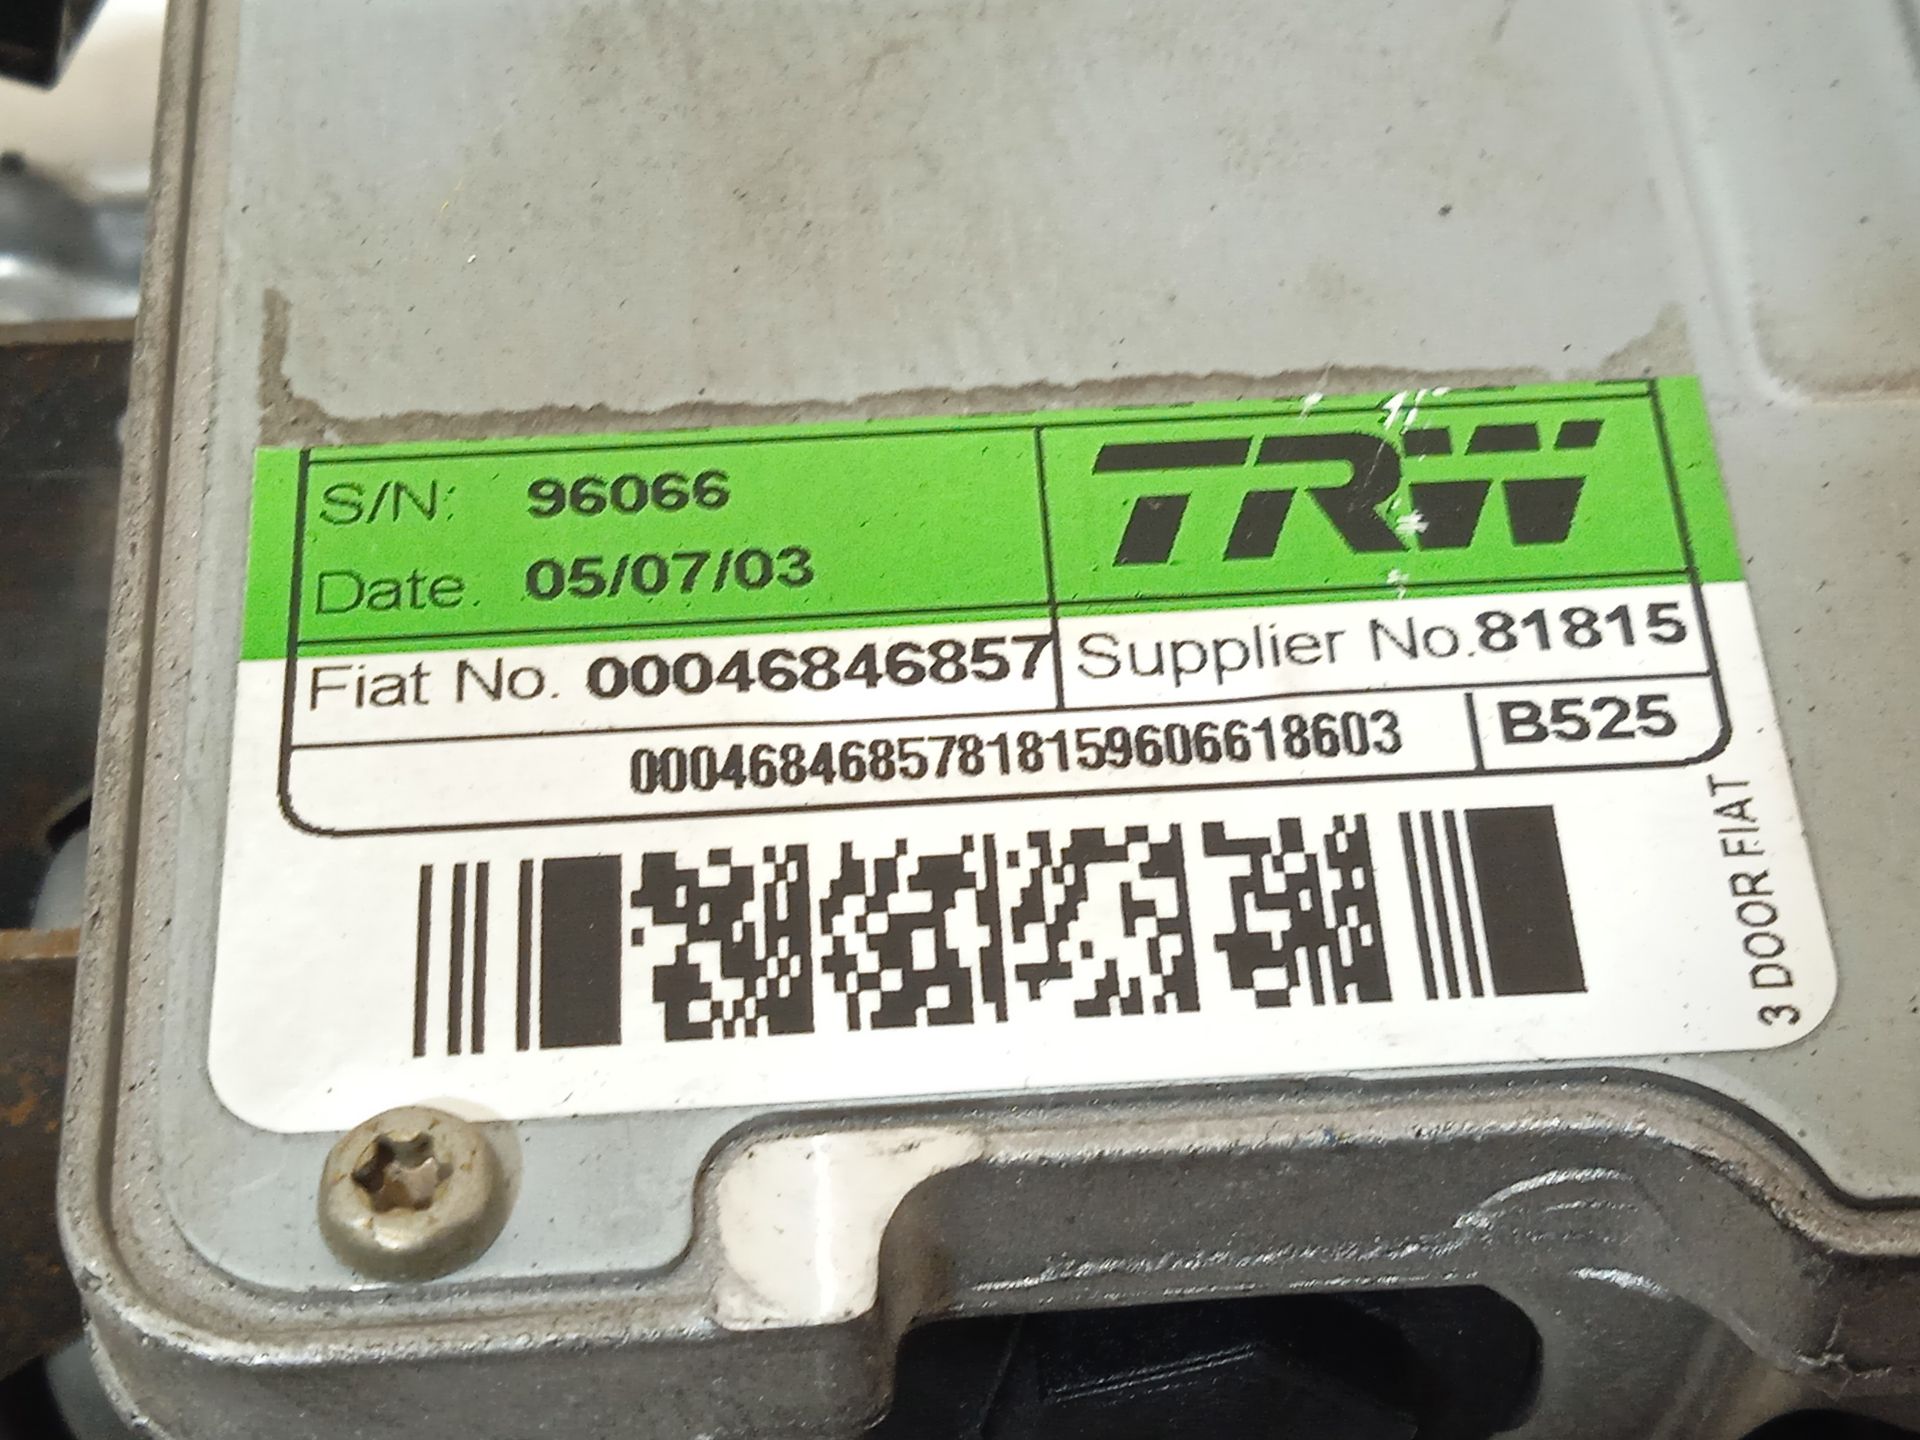 S/N: 96066
Date. 05/07/03
TRW
Fiat No. 00046846857
Supplier No. 81815
00046846857818159606618603
B525
3 DOOR FIAT